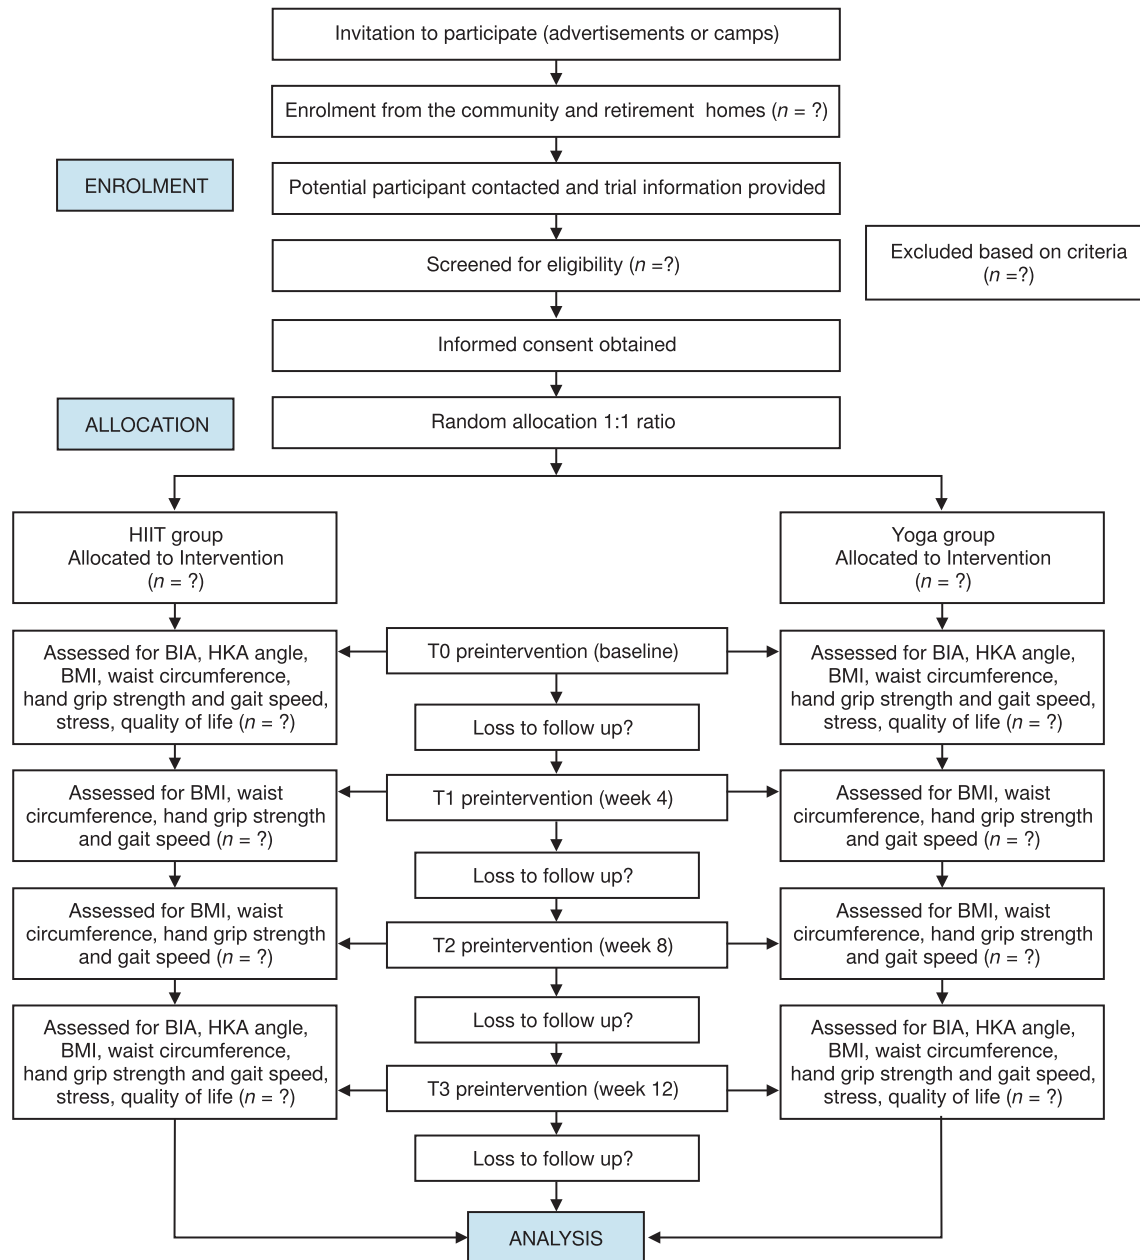 Invitation to participate (advertisements or camps)
Enrolment from the community and retirement homes (n = ?)
ENROLMENT
Potential participant contacted and trial information provided
Screened for eligibility (n =?)
Excluded based on criteria
(n =?)
Informed consent obtained
ALLOCATION
Random allocation 1:1 ratio
HIIT group
Allocated to Intervention
(n = ?)
Yoga group
Allocated to Intervention
(n = ?)
Assessed for BIA, HKA angle,
BMI, waist circumference,
hand grip strength and gait speed,
stress, quality of life (n = ?)
T0 preintervention (baseline)
Assessed for BIA, HKA angle,
BMI, waist circumference,
hand grip strength and gait speed,
stress, quality of life (n = ?)
Loss to follow up?
Assessed for BMI, waist
circumference, hand grip strength
and gait speed (n = ?)
T1 preintervention (week 4)
Assessed for BMI, waist
circumference, hand grip strength
and gait speed (n = ?)
Loss to follow up?
Assessed for BMI, waist
circumference, hand grip strength
and gait speed (n = ?)
T2 preintervention (week 8)
Assessed for BMI, waist
circumference, hand grip strength
and gait speed (n = ?)
Loss to follow up?
Assessed for BIA, HKA angle,
BMI, waist circumference,
hand grip strength and gait speed,
stress, quality of life (n = ?)
T3 preintervention (week 12)
Assessed for BIA, HKA angle,
BMI, waist circumference,
hand grip strength and gait speed,
stress, quality of life (n = ?)
Loss to follow up?
ANALYSIS